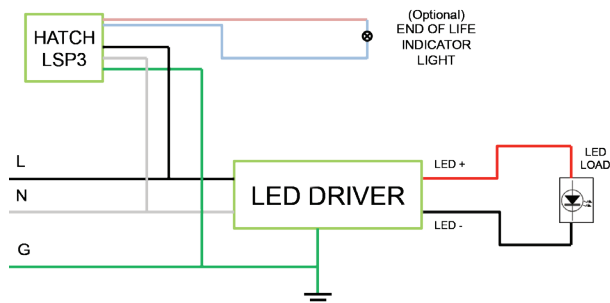 HATCH
LSP3
(Optional)
END OF LIFE
INDICATOR
LIGHT
L
N
G
LED DRIVER
LED +
LED -
LED
LOAD